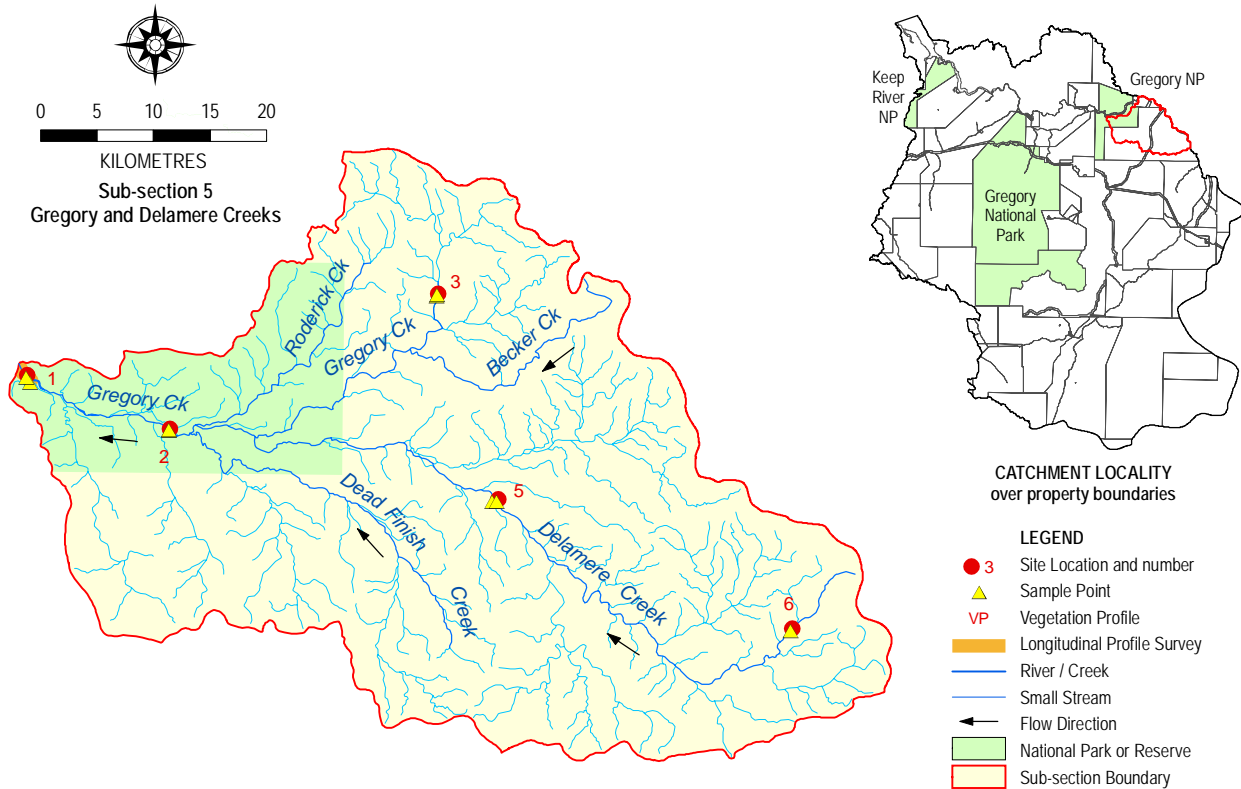 0 5 10 15 20
KILOMETRES
Sub-section 5
Gregory and Delamere Creeks
Keep
River
NP
Gregory NP
Gregory
National
Park
CATCHMENT LOCALITY
over property boundaries
Roderick Ck
3
Gregory Ck
Becker Ck
1
Gregory Ck
2
Dead Finish
Creek
5
Delamere Creek
6
LEGEND
3 Site Location and number
Sample Point
VP Vegetation Profile
Longitudinal Profile Survey
River / Creek
Small Stream
Flow Direction
National Park or Reserve
Sub-section Boundary